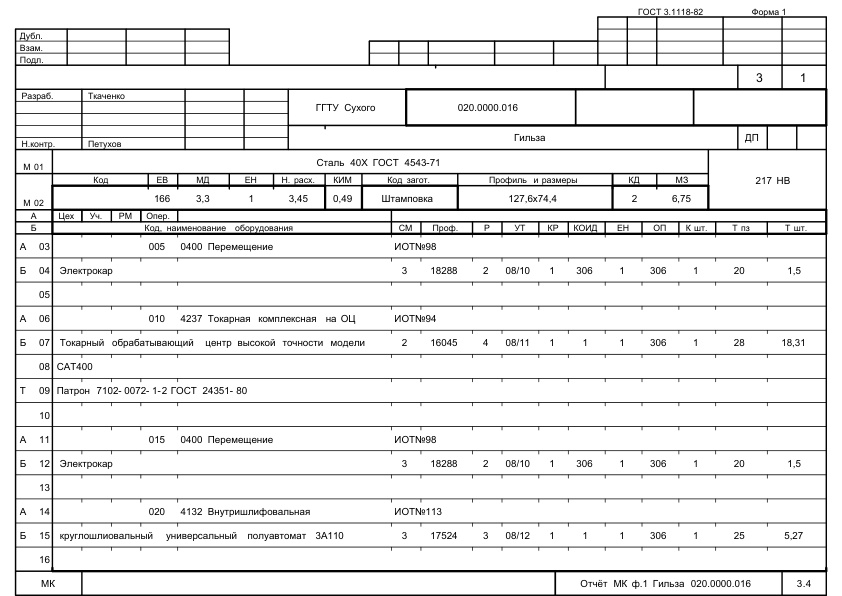 ГОСТ 3.1118-82 Форма 1
Дубл.
Взам.
Подл.
3 1
Разраб. Ткаченко
ГГТУ Сухого 020.0000.016
Гильза ДП
Н.контр. Петухов
М 01 Сталь 40Х ГОСТ 4543-71
217 НВ
Код ЕВ МД ЕН Н. расх. КИМ Код загот. Профиль и размеры КД МЗ
М 02 166 3,3 1 3,45 0,49 Штамповка 127,6х74,4 2 6,75
А Цех Уч. РМ Опер.
Б Код, наименование оборудования СМ Проф. Р УТ КР КОИД ЕН ОП К шт. Т пз Т шт.
А 03 005 0400 Перемещение ИОТ№98
Б 04 Электрокар 3 18288 2 08/10 1 306 1 306 1 20 1,5
05
А 06 010 4237 Токарная комплексная на ОЦ ИОТ№94
Б 07 Токарный обрабатывающий центр высокой точности модели 2 16045 4 08/11 1 1 1 306 1 28 18,31
08 САТ400
Т 09 Патрон 7102- 0072- 1-2 ГОСТ 24351- 80
10
А 11 015 0400 Перемещение ИОТ№98
Б 12 Электрокар 3 18288 2 08/10 1 306 1 306 1 20 1,5
13
А 14 020 4132 Внутришлифовальная ИОТ№113
Б 15 круглошлиовальный универсальный полуавтомат 3А110 3 17524 3 08/12 1 1 1 306 1 25 5,27
16
МК Отчёт МК ф.1 Гильза 020.0000.016 3.4